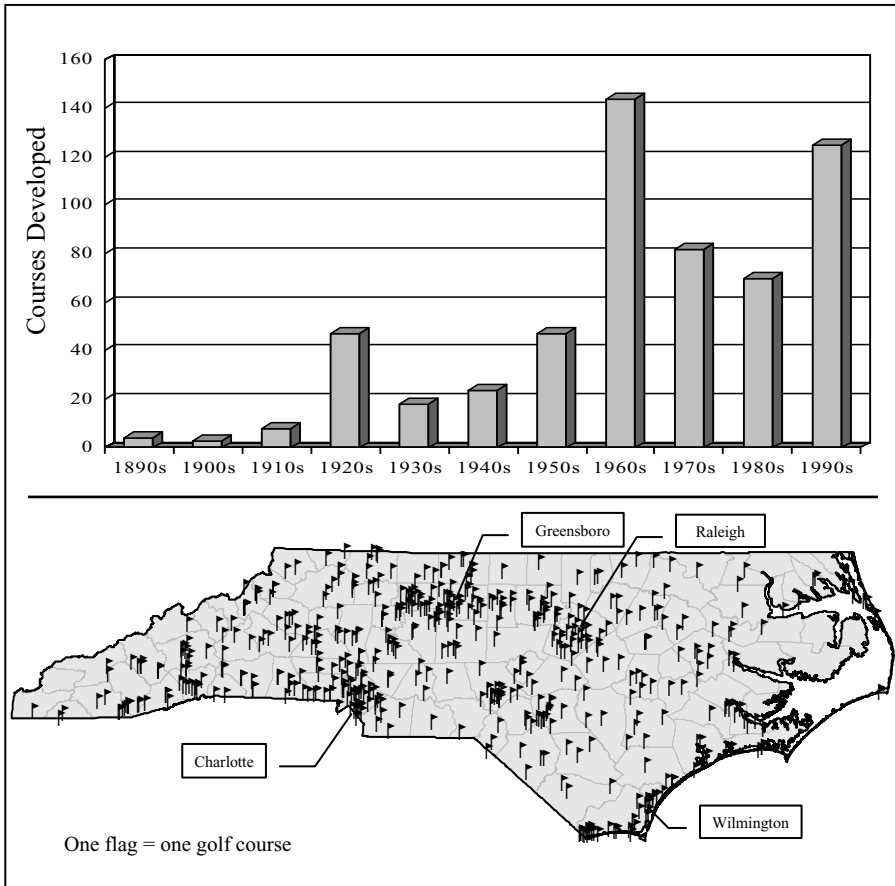 160
140
120
100
80
60
40
20
0
Courses Developed
1890s 1900s 1910s 1920s 1930s 1940s 1950s 1960s 1970s 1980s 1990s
Greensboro
Raleigh
Charlotte
Wilmington
One flag = one golf course